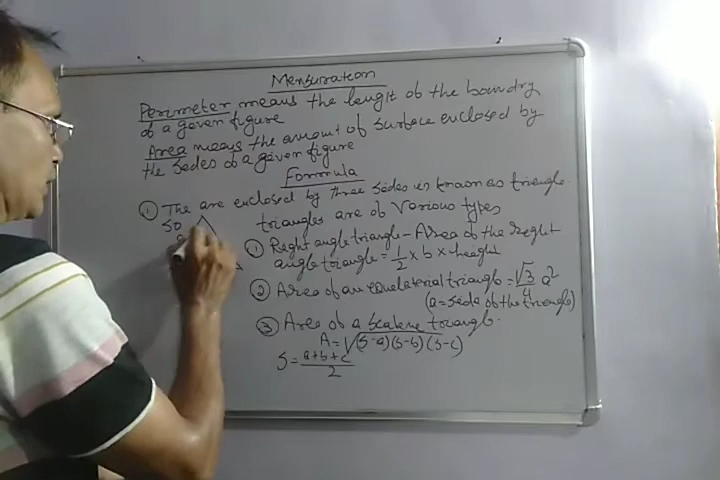 Mensuration
Perimeter means the lengit of the boundry
of a given figure
Area means the amount of surface enclosed by
the sides of a given figure
Formula
① The are enclosed by three sides is known as triangle.
so triangles are of various types
① Right angle triangle - Area of the right
angle triangle = 1/2 × b × height
② Area of an equelaterial triangle = √3/4 a²
(a = side of the triangle)
③ Area of a scalene triangle.
A = √(s-a)(s-b)(s-c)
S = a+b+c/2